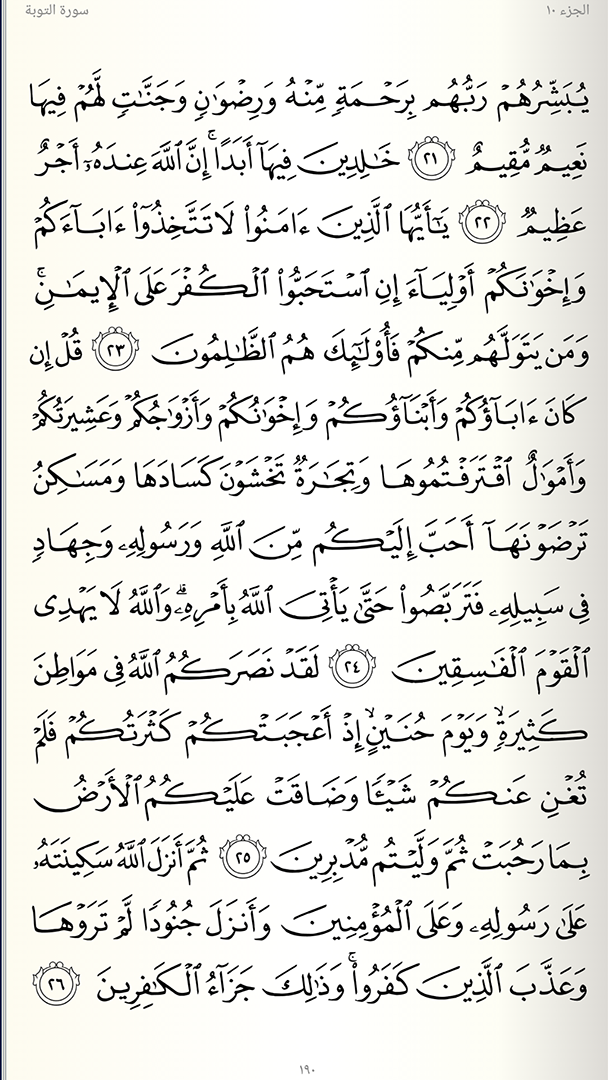 الجزء ١٠
سورة التوبة
يُبَشِّرُهُمْ رَبُّهُم بِرَحْمَةٍ مِّنْهُ وَرِضْوَٰنٍ وَجَنَّـٰتٍ لَّهُمْ فِيهَا
نَعِيمٌ مُّقِيمٌ ٢١ خَـٰلِدِينَ فِيهَآ أَبَدًا ۚ إِنَّ ٱللَّهَ عِندَهُۥٓ أَجْرٌ
عَظِيمٌ ٢٢ يَـٰٓأَيُّهَا ٱلَّذِينَ ءَامَنُوا۟ لَا تَتَّخِذُوٓا۟ ءَابَآءَكُمْ
وَإِخْوَٰنَكُمْ أَوْلِيَآءَ إِنِ ٱسْتَحَبُّوا۟ ٱلْكُفْرَ عَلَى ٱلْإِيمَـٰنِ ۚ
وَمَن يَتَوَلَّهُم مِّنكُمْ فَأُو۟لَـٰٓئِكَ هُمُ ٱلظَّـٰلِمُونَ ٢٣ قُلْ إِن
كَانَ ءَابَآؤُكُمْ وَأَبْنَآؤُكُمْ وَإِخْوَٰنُكُمْ وَأَزْوَٰجُكُمْ وَعَشِيرَتُكُمْ
وَأَمْوَٰلٌ ٱقْتَرَفْتُمُوهَا وَتِجَـٰرَةٌ تَخْشَوْنَ كَسَادَهَا وَمَسَـٰكِنُ
تَرْضَوْنَهَآ أَحَبَّ إِلَيْكُم مِّنَ ٱللَّهِ وَرَسُولِهِۦ وَجِهَادٍ
فِى سَبِيلِهِۦ فَتَرَبَّصُوا۟ حَتَّىٰ يَأْتِىَ ٱللَّهُ بِأَمْرِهِۦ ۗ وَٱللَّهُ لَا يَهْدِى
ٱلْقَوْمَ ٱلْفَـٰسِقِينَ ٢٤ لَقَدْ نَصَرَكُمُ ٱللَّهُ فِى مَوَاطِنَ
كَثِيرَةٍ ۙ وَيَوْمَ حُنَيْنٍ ۙ إِذْ أَعْجَبَتْكُمْ كَثْرَتُكُمْ فَلَمْ
تُغْنِ عَنكُمْ شَيْـًٔا وَضَاقَتْ عَلَيْكُمُ ٱلْأَرْضُ
بِمَا رَحُبَتْ ثُمَّ وَلَّيْتُم مُّدْبِرِينَ ٢٥ ثُمَّ أَنزَلَ ٱللَّهُ سَكِينَتَهُۥ
عَلَىٰ رَسُولِهِۦ وَعَلَى ٱلْمُؤْمِنِينَ وَأَنزَلَ جُنُودًا لَّمْ تَرَوْهَا
وَعَذَّبَ ٱلَّذِينَ كَفَرُوا۟ ۚ وَذَٰلِكَ جَزَآءُ ٱلْكَـٰفِرِينَ ٢٦
١٩٠